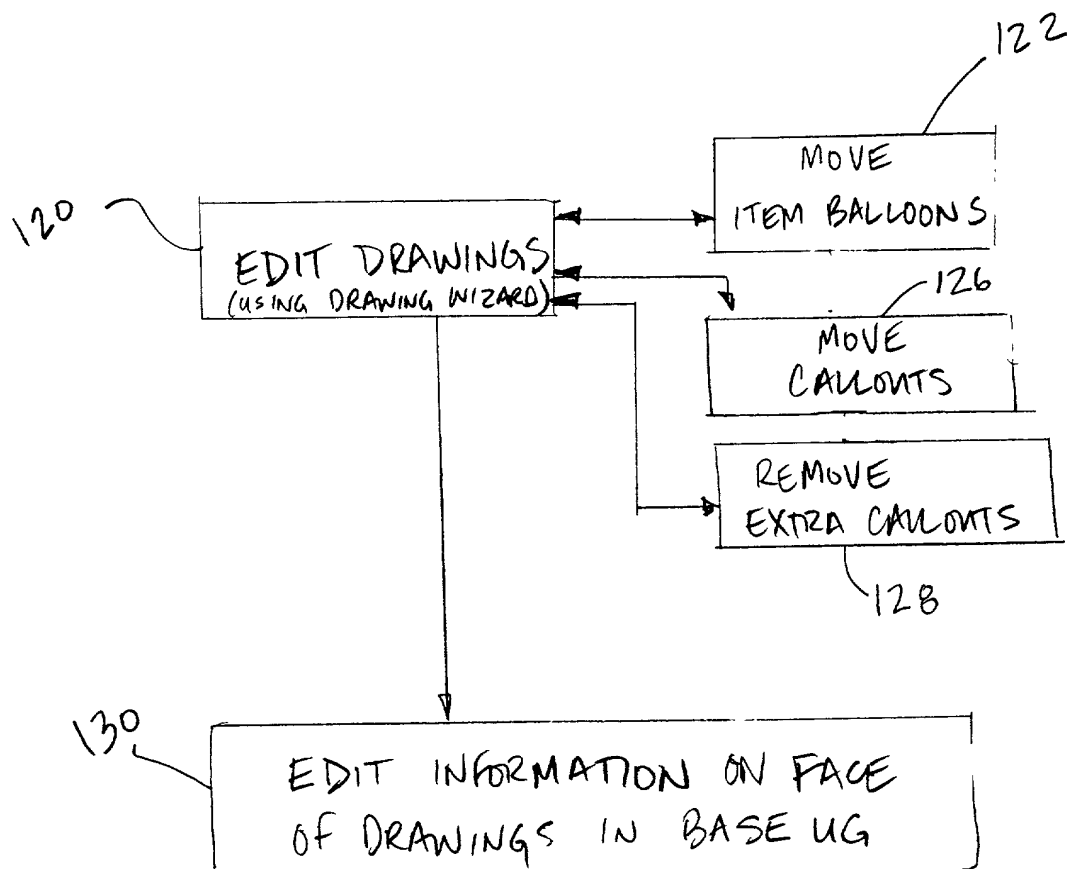 122
MOVE
ITEM BALLOONS
120
EDIT DRAWINGS
(USING DRAWING WIZARD)
126
MOVE
CALLOUTS
REMOVE
EXTRA CALLOUTS
128
130
EDIT INFORMATION ON FACE
OF DRAWINGS IN BASE UG